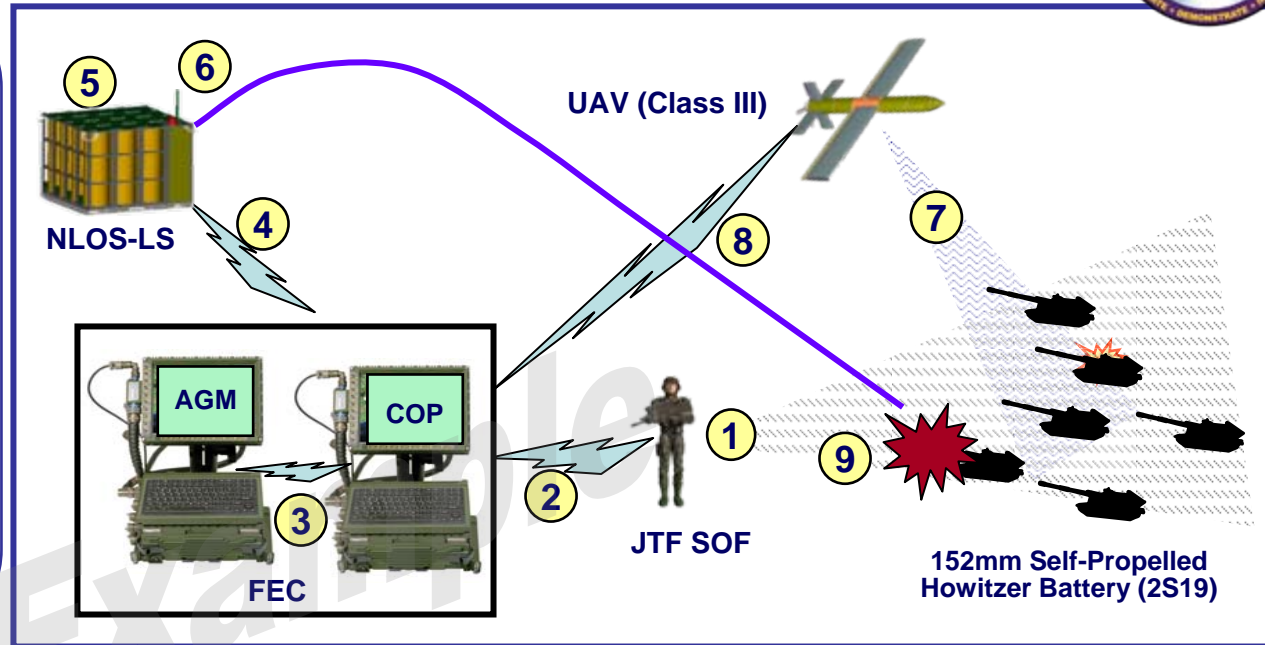 DEMONSTRATE
5
6
UAV (Class III)
7
4
8
NLOS-LS
AGM
COP
1
9
3
2
JTF SOF
FEC
152mm Self-Propelled
Howitzer Battery (2S19)
Example